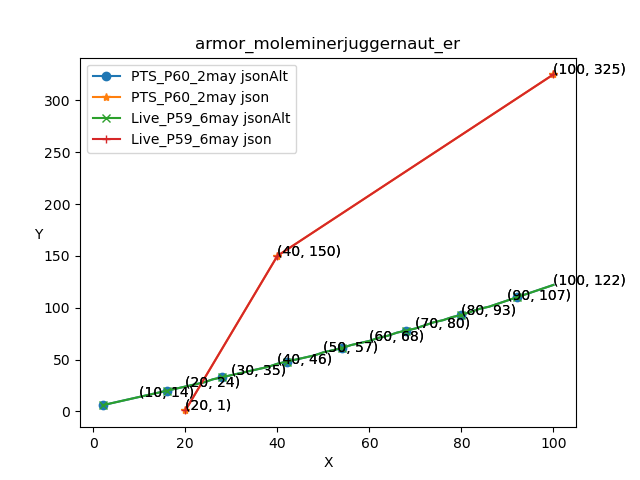 armor_moleminerjuggernaut_er
PTS_P60_2may jsonAlt
PTS_P60_2may json
Live_P59_6may jsonAlt
Live_P59_6may json
(100, 325)
(40, 150)
(100, 122)
(90, 107)
(80, 93)
(70, 80)
(60, 68)
(50, 57)
(40, 46)
(30, 35)
(20, 24)
(10, 14)
(20, 1)
Y
300
250
200
150
100
50
0
0 20 40 60 80 100
X